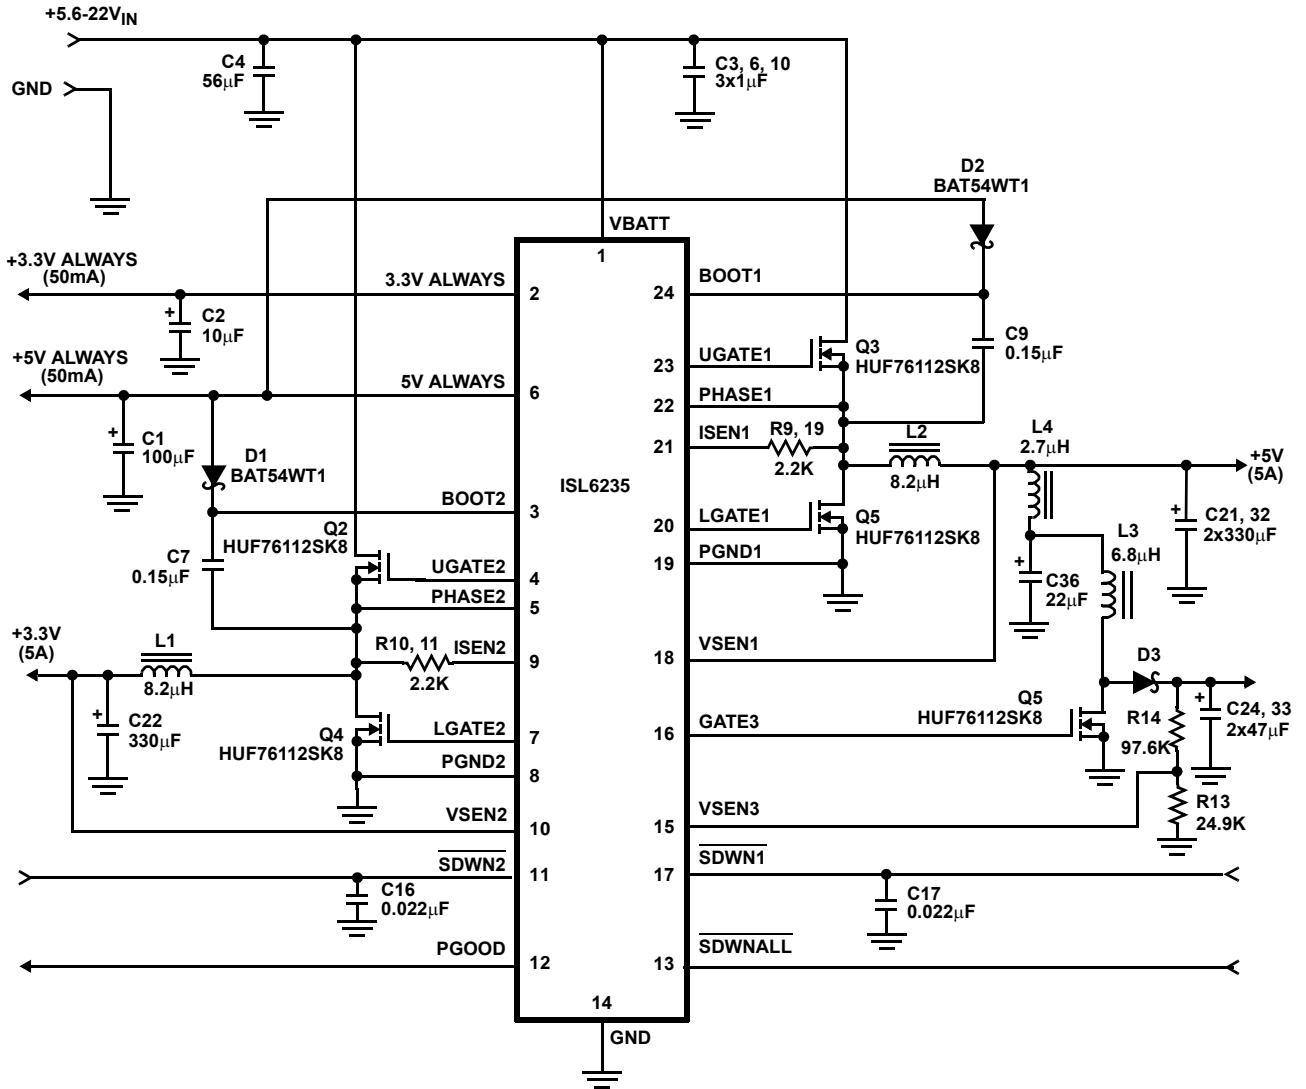 +5.6-22VIN
GND
C4
56µF
C3, 6, 10
3x1µF
D2
BAT54WT1
VBATT
1
+3.3V ALWAYS
(50mA)
3.3V ALWAYS
2
24
BOOT1
C2
10µF
C9
0.15µF
+5V ALWAYS
(50mA)
5V ALWAYS
6
23
UGATE1
Q3
HUF76112SK8
22
PHASE1
C1
100µF
D1
BAT54WT1
21
ISEN1
R9, 19
2.2K
L2
8.2µH
L4
2.7µH
+5V
(5A)
ISL6235
BOOT2
3
20
LGATE1
Q5
HUF76112SK8
C21, 32
2x330µF
Q2
HUF76112SK8
C7
0.15µF
L3
6.8µH
UGATE2
4
19
PGND1
C36
22µF
PHASE2
5
+3.3V
(5A)
L1
8.2µH
R10, 11
2.2K
ISEN2
9
18
VSEN1
D3
C22
330µF
Q4
HUF76112SK8
LGATE2
7
16
GATE3
Q5
HUF76112SK8
R14
97.6K
C24, 33
2x47µF
PGND2
8
VSEN2
10
15
VSEN3
R13
24.9K
SDWN2
11
17
SDWN1
C16
0.022µF
C17
0.022µF
PGOOD
12
13
SDWNALL
14
GND